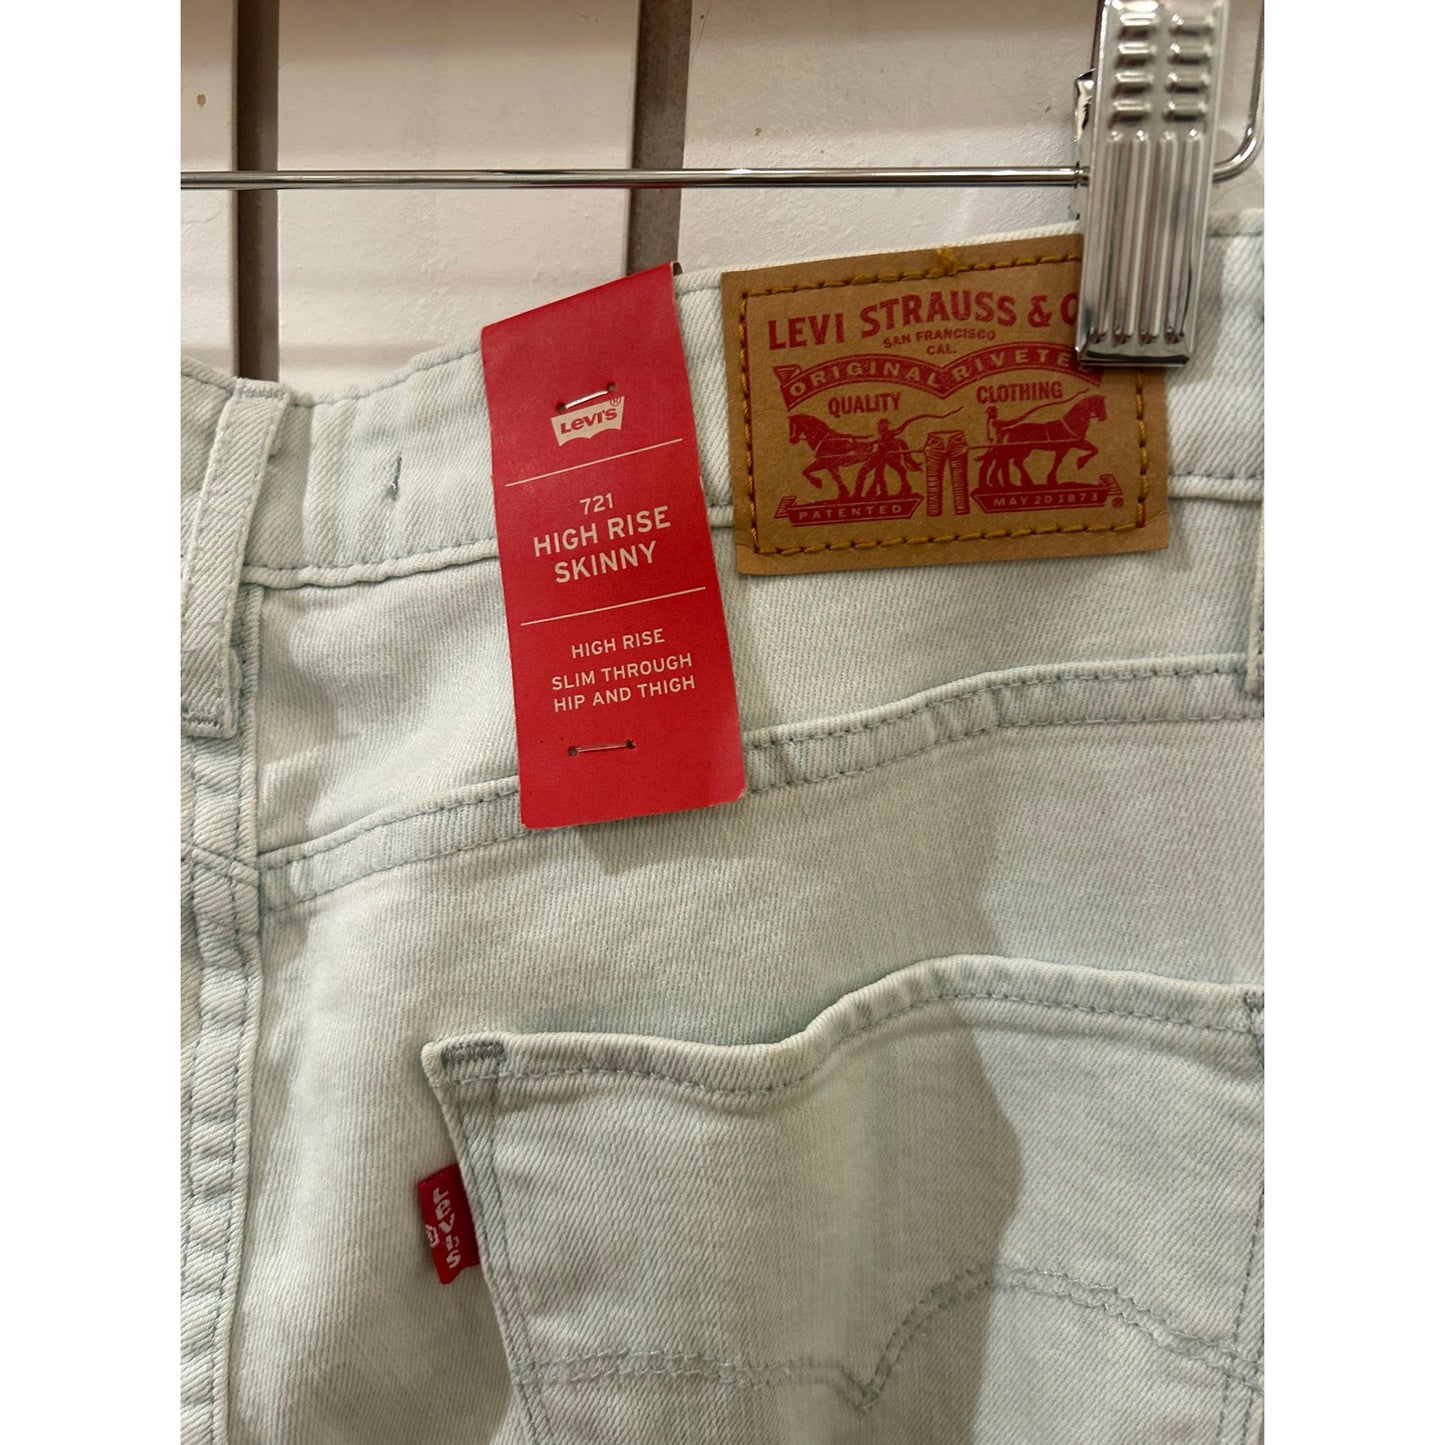 LEVI'S ®
721
HIGH RISE
SKINNY
HIGH RISE
SLIM THROUGH
HIP AND THIGH
LEVI STRAUSS & C
SAN FRANCISCO
CAL.
ORIGINAL RIVETE
QUALITY CLOTHING
PATENTED MAY 20 1873 ®
LEVI'S